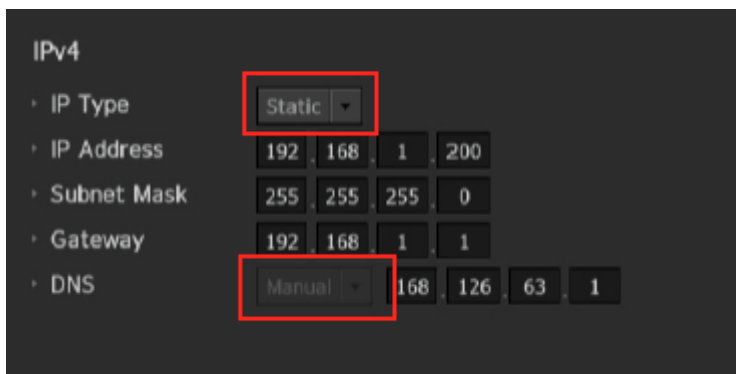 IPv4
IP Type Static
IP Address 192 . 168 . 1 . 200
Subnet Mask 255 . 255 . 255 . 0
Gateway 192 . 168 . 1 . 1
DNS Manual 168 . 126 . 63 . 1